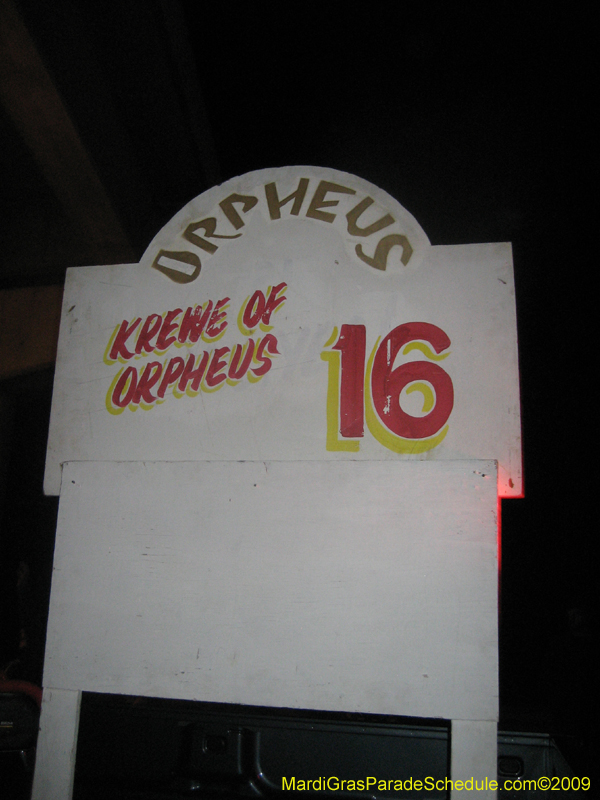 ORPHEUS
KREWE OF
ORPHEUS
16
MardiGrasParadeSchedule.com©2009